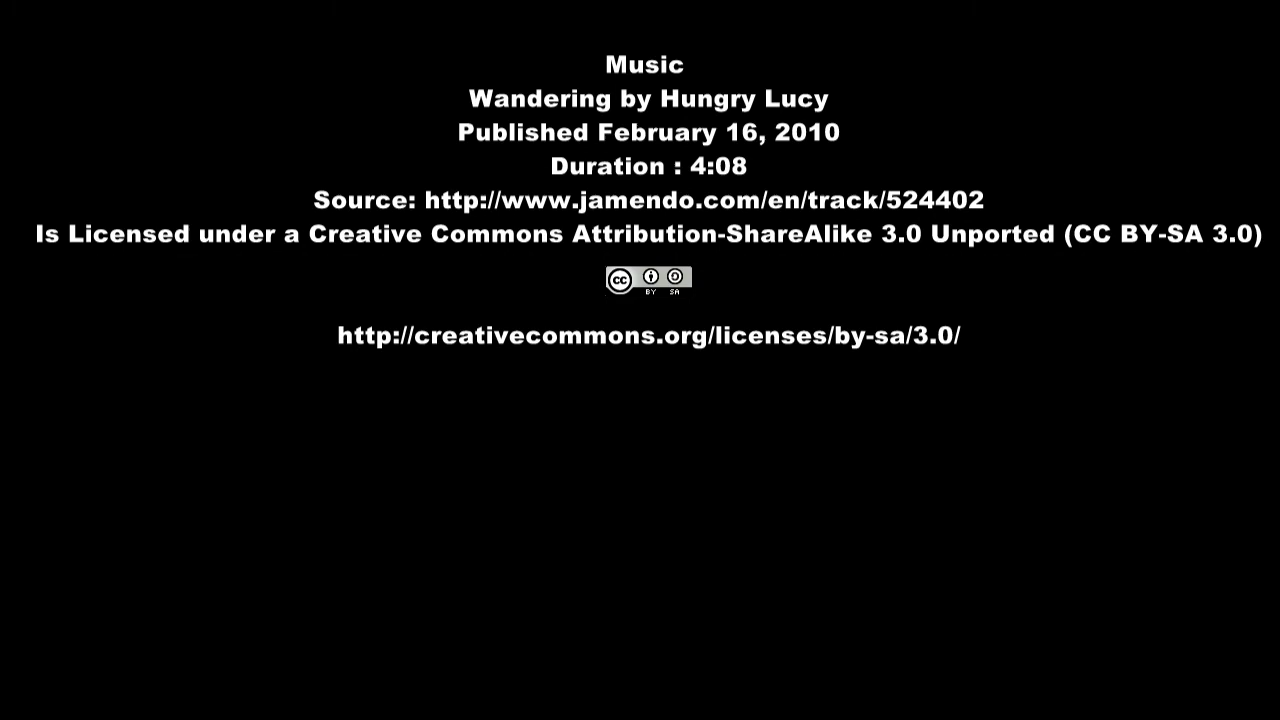 Music
Wandering by Hungry Lucy
Published February 16, 2010
Duration : 4:08
Source: http://www.jamendo.com/en/track/524402
Is Licensed under a Creative Commons Attribution-ShareAlike 3.0 Unported (CC BY-SA 3.0)
cc
BY SA
http://creativecommons.org/licenses/by-sa/3.0/